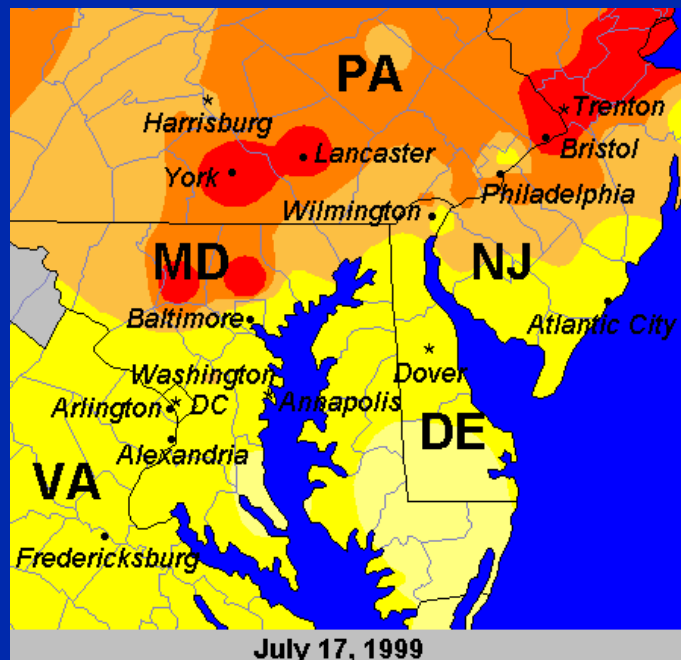 PA
Harrisburg
Trenton
Bristol
Lancaster
York
Philadelphia
Wilmington
MD
NJ
Baltimore
Atlantic City
Washington
DC
Dover
Annapolis
Arlington
DE
Alexandria
VA
Fredericksburg
July 17, 1999